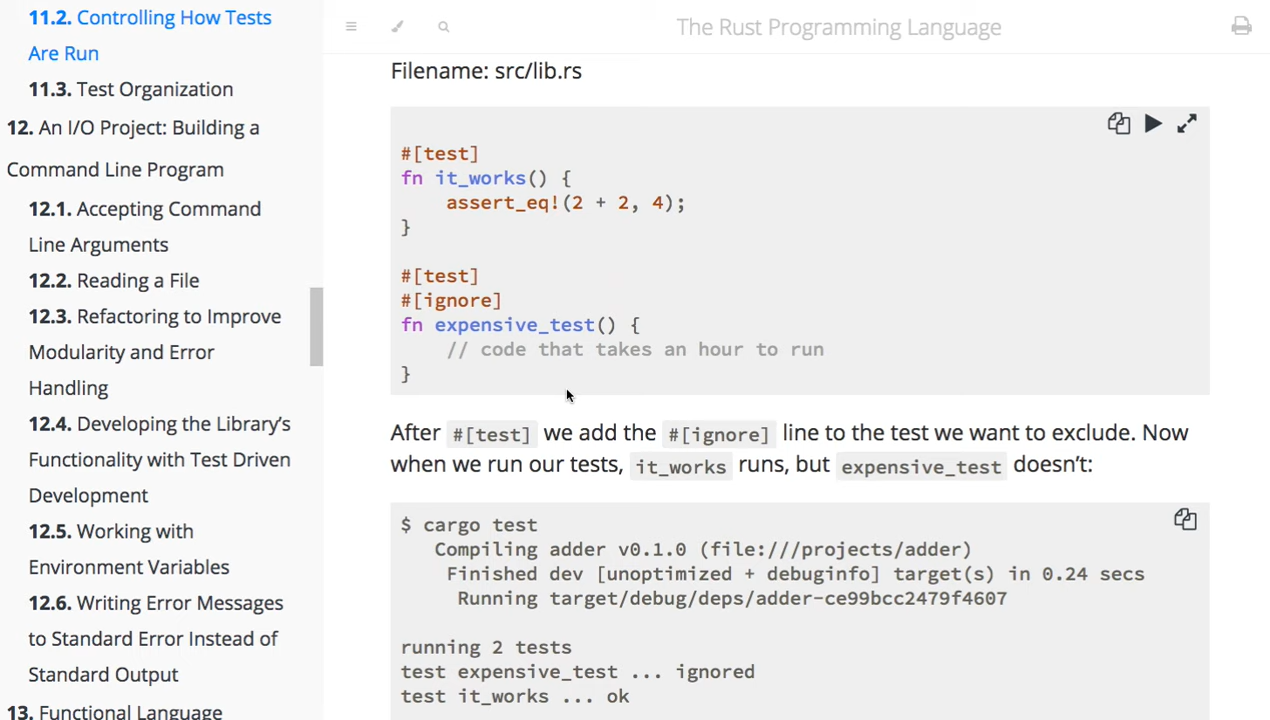 11.2. Controlling How Tests
Are Run
11.3. Test Organization
12. An I/O Project: Building a
Command Line Program
12.1. Accepting Command
Line Arguments
12.2. Reading a File
12.3. Refactoring to Improve
Modularity and Error
Handling
12.4. Developing the Library’s
Functionality with Test Driven
Development
12.5. Working with
Environment Variables
12.6. Writing Error Messages
to Standard Error Instead of
Standard Output
13. Functional Language
The Rust Programming Language
Filename: src/lib.rs
#[test]
fn it_works() {
    assert_eq!(2 + 2, 4);
}
#[test]
#[ignore]
fn expensive_test() {
    // code that takes an hour to run
}
After #[test] we add the #[ignore] line to the test we want to exclude. Now
when we run our tests, it_works runs, but expensive_test doesn’t:
$ cargo test
   Compiling adder v0.1.0 (file:///projects/adder)
    Finished dev [unoptimized + debuginfo] target(s) in 0.24 secs
     Running target/debug/deps/adder-ce99bcc2479f4607
running 2 tests
test expensive_test ... ignored
test it_works ... ok